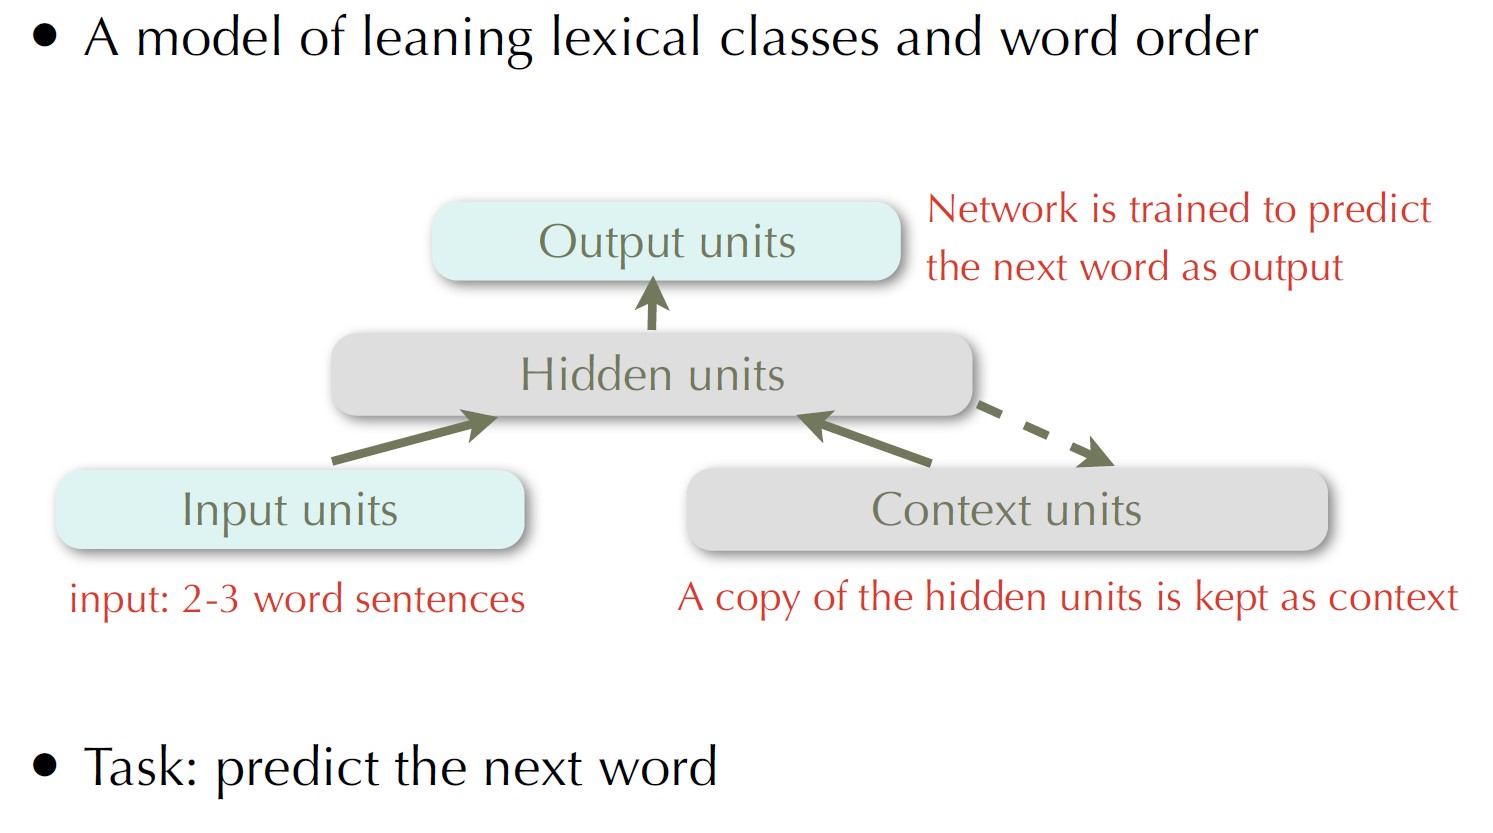 • A model of leaning lexical classes and word order
Output units
Network is trained to predict
the next word as output
Hidden units
Input units
Context units
input: 2-3 word sentences
A copy of the hidden units is kept as context
• Task: predict the next word